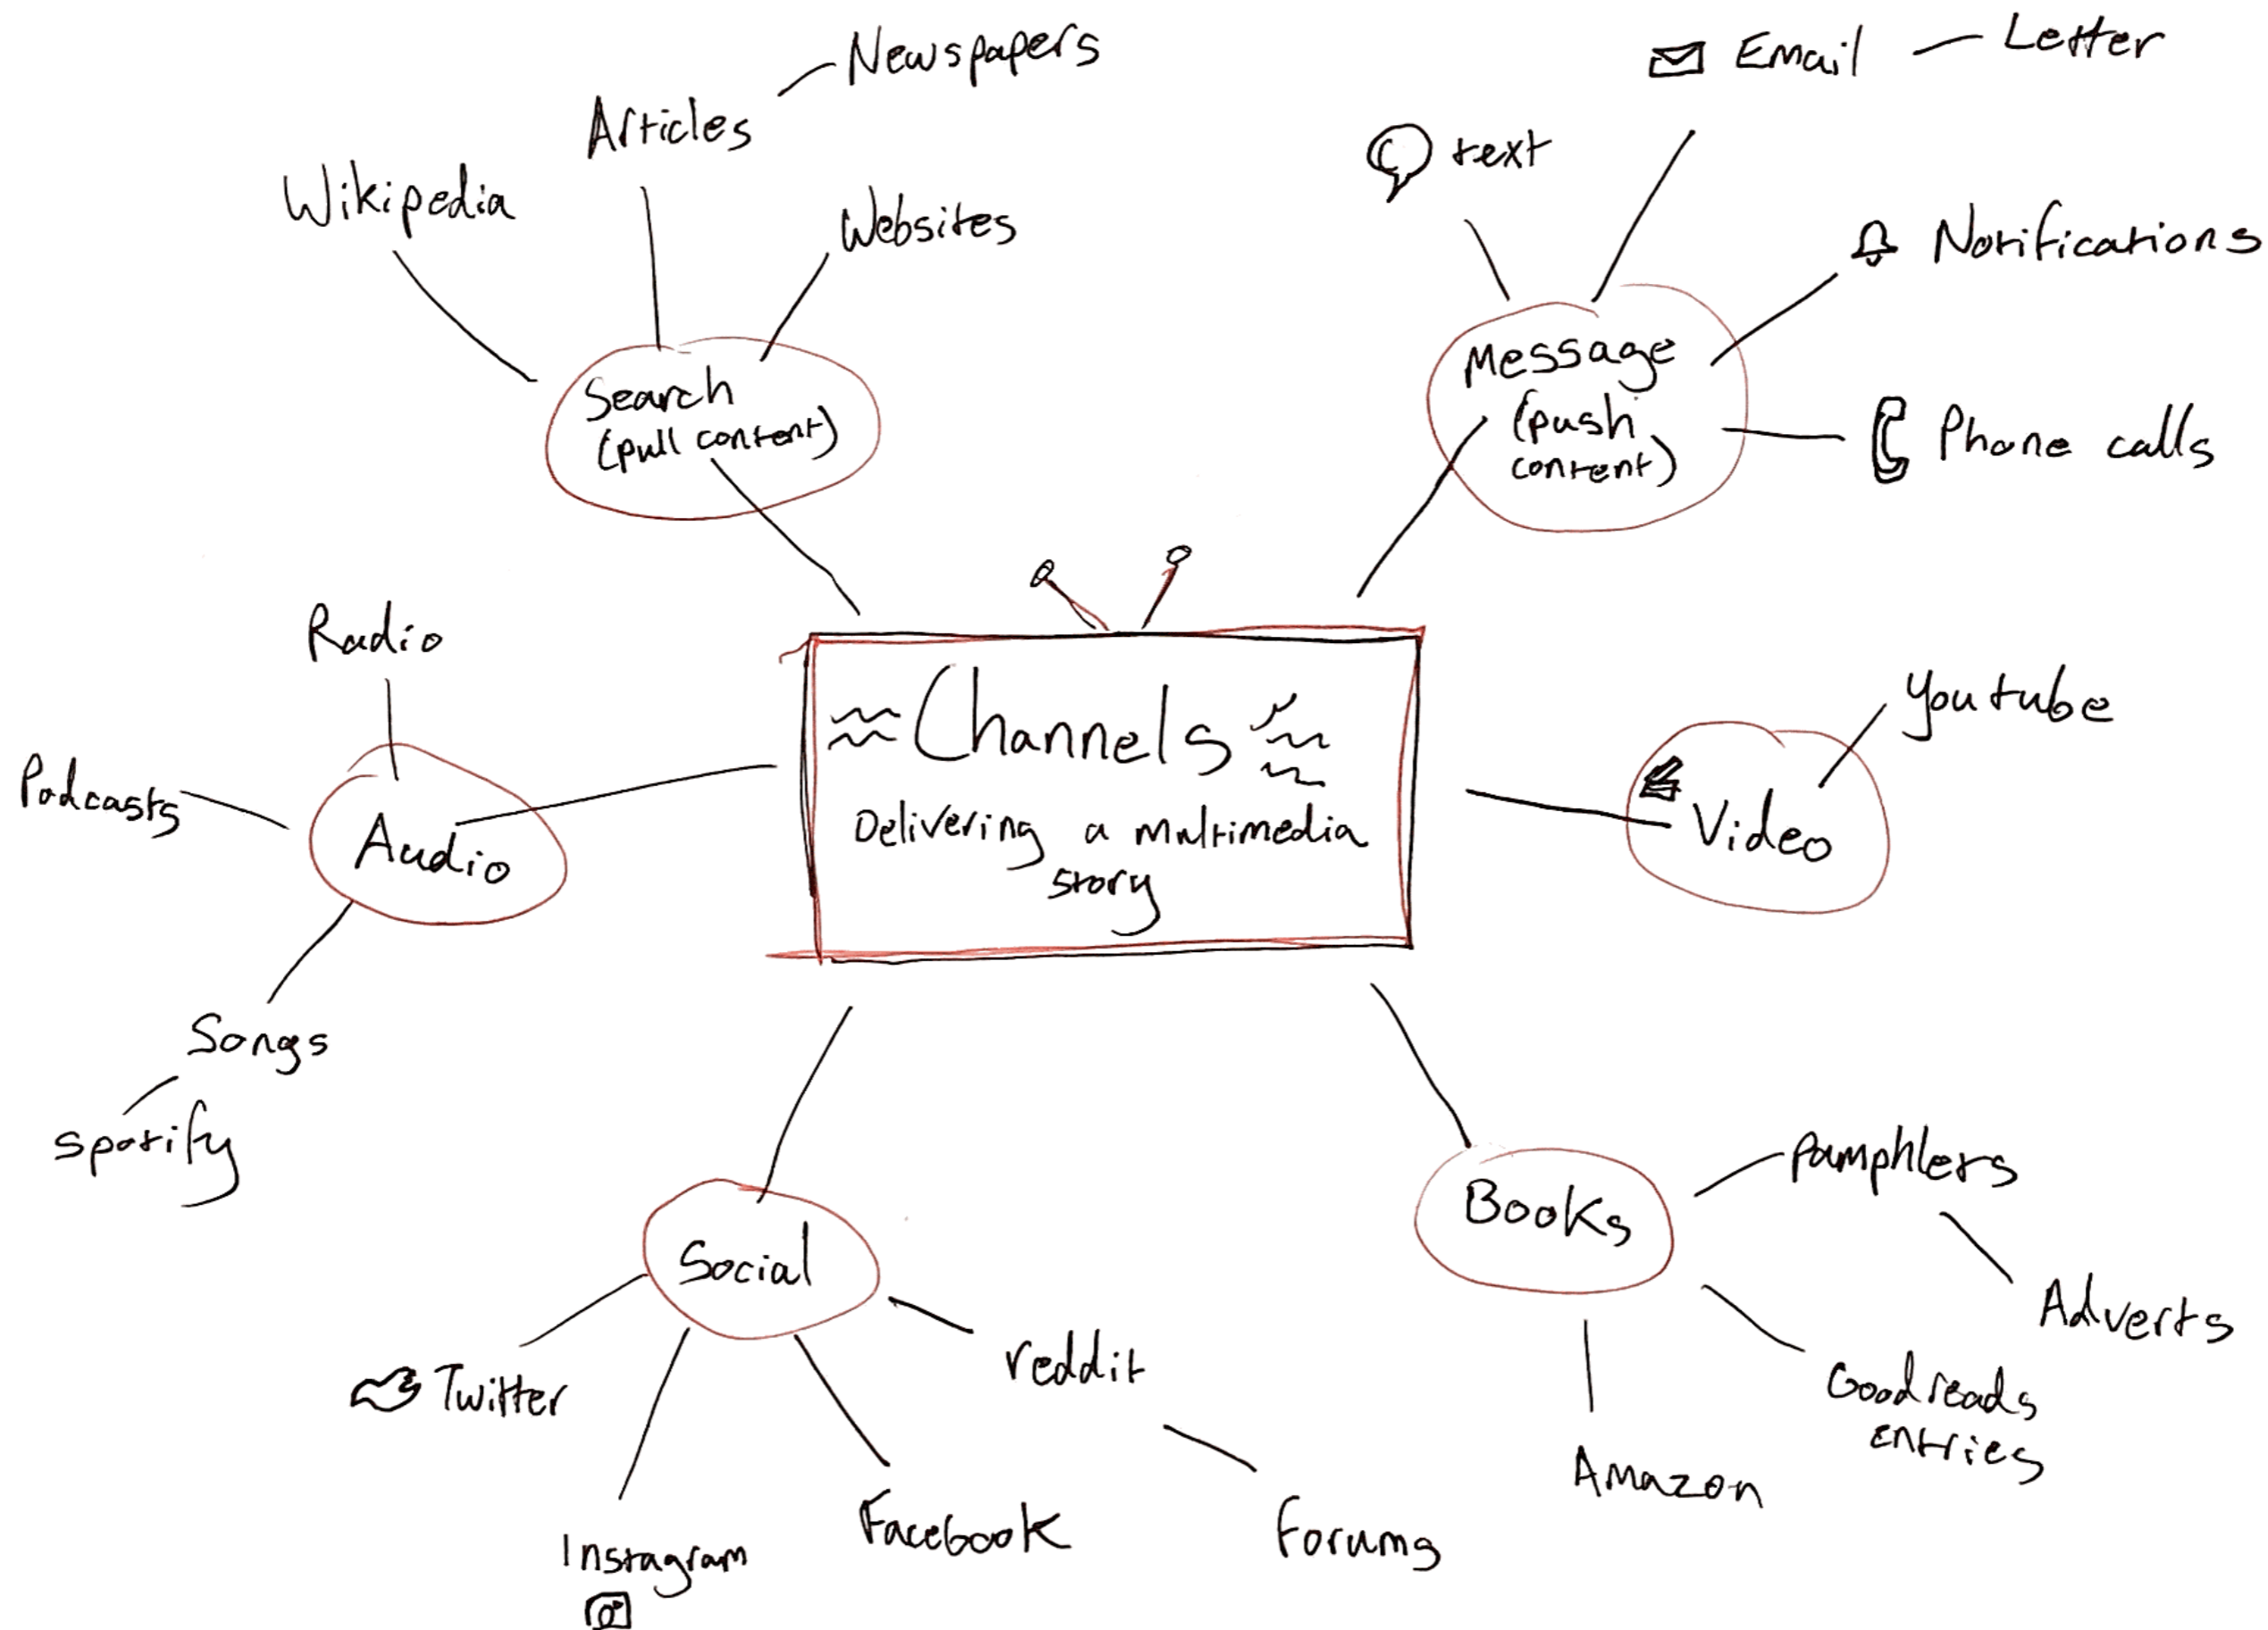 Newspapers
Articles
Wikipedia
Websites
Search
(pull content)
Email
Letter
text
Notifications
Message
(push
content)
Phone calls
Channels
Delivering a multimedia
story
Radio
Podcasts
Audio
Songs
spotify
Youtube
Video
Social
Twitter
Instagram
Facebook
reddit
Forums
Books
Pamphlets
Adverts
Goodreads
entries
Amazon